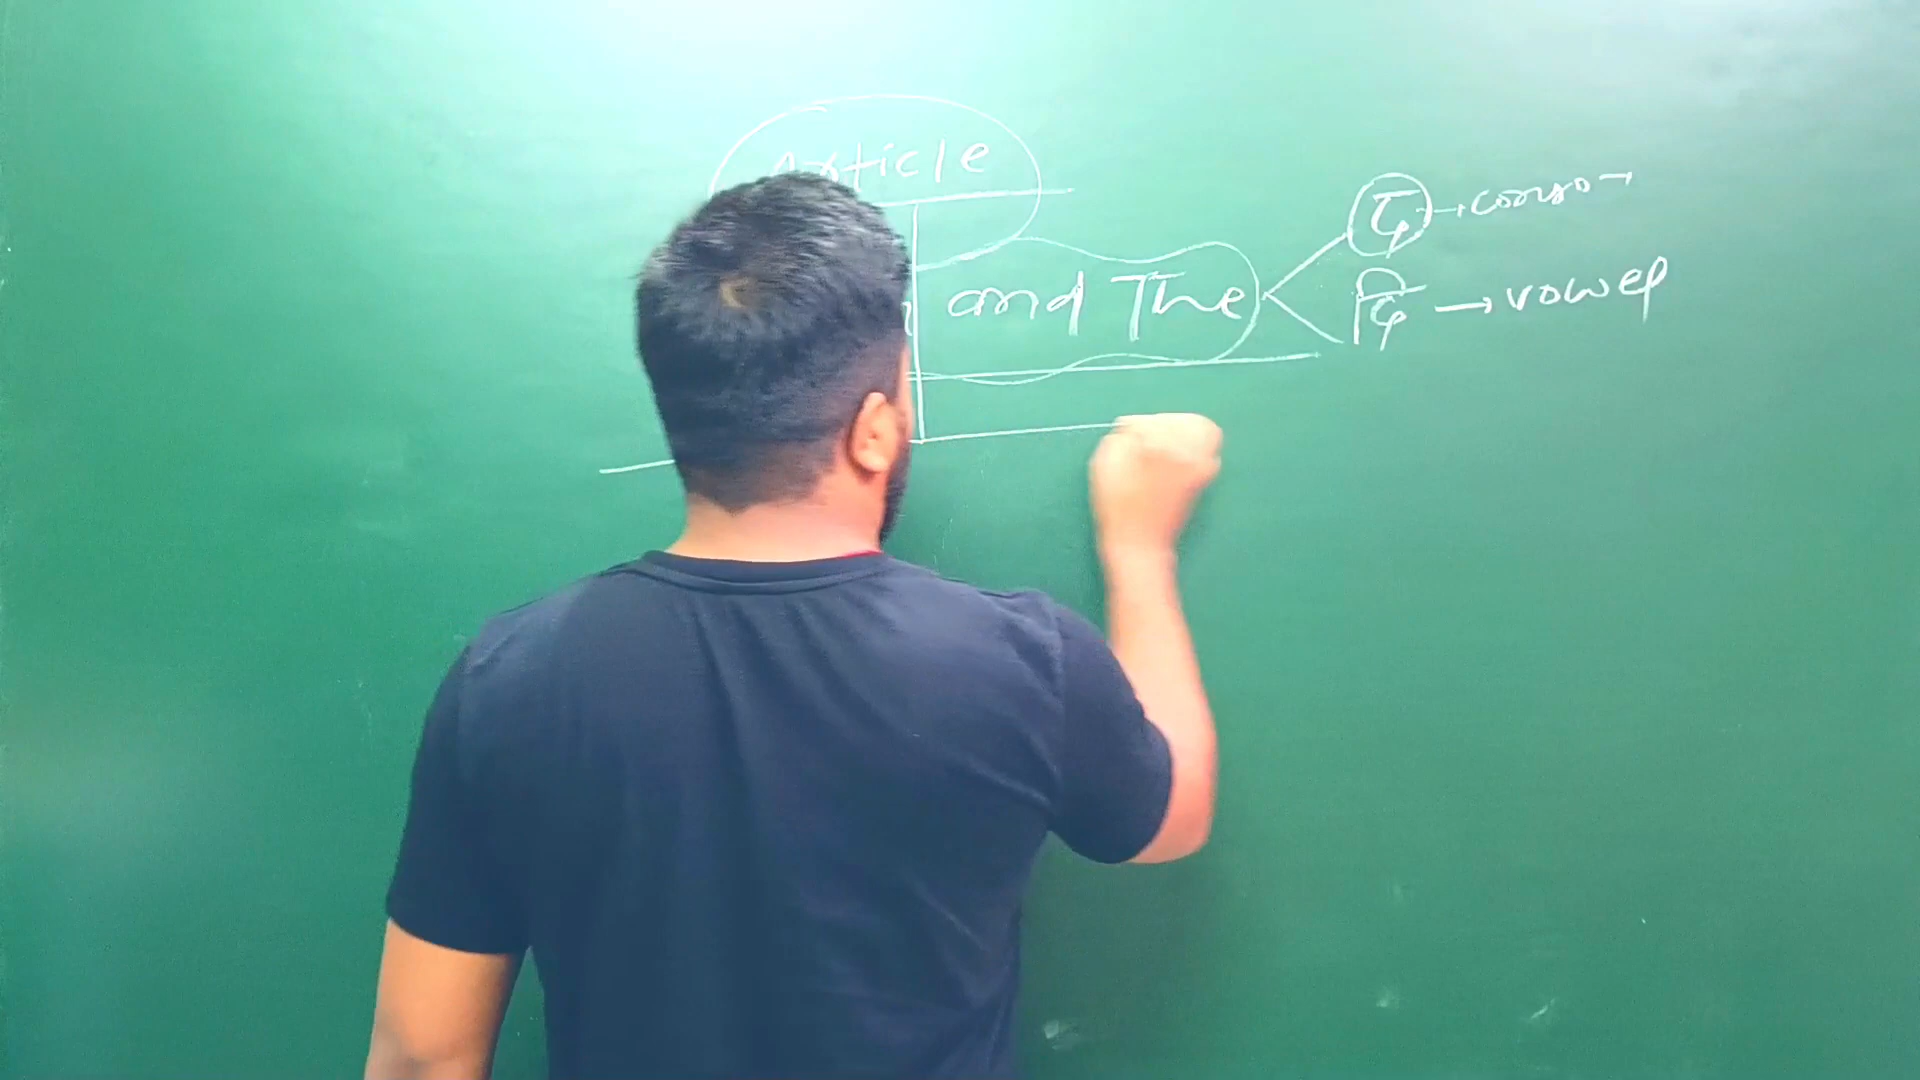 Article
and The
द → conso →
दि → vowel